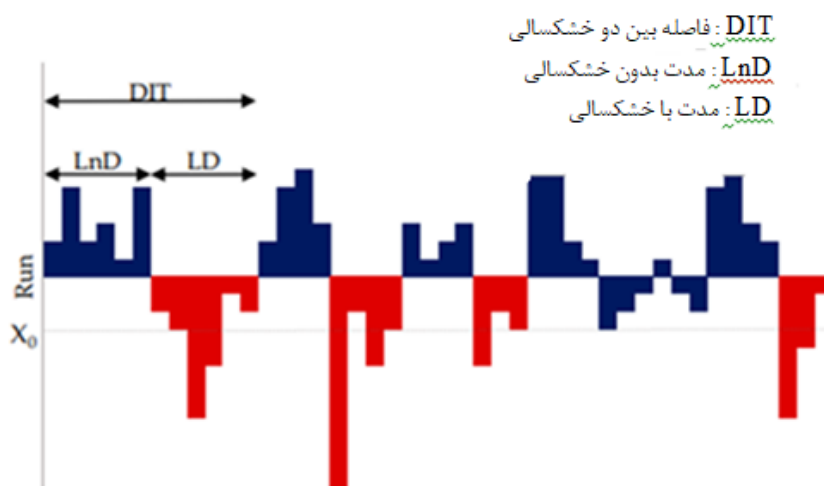 DIT : فاصله بین دو خشکسالی
LnD : مدت بدون خشکسالی
LD : مدت با خشکسالی
DIT
LnD LD
Run
X₀